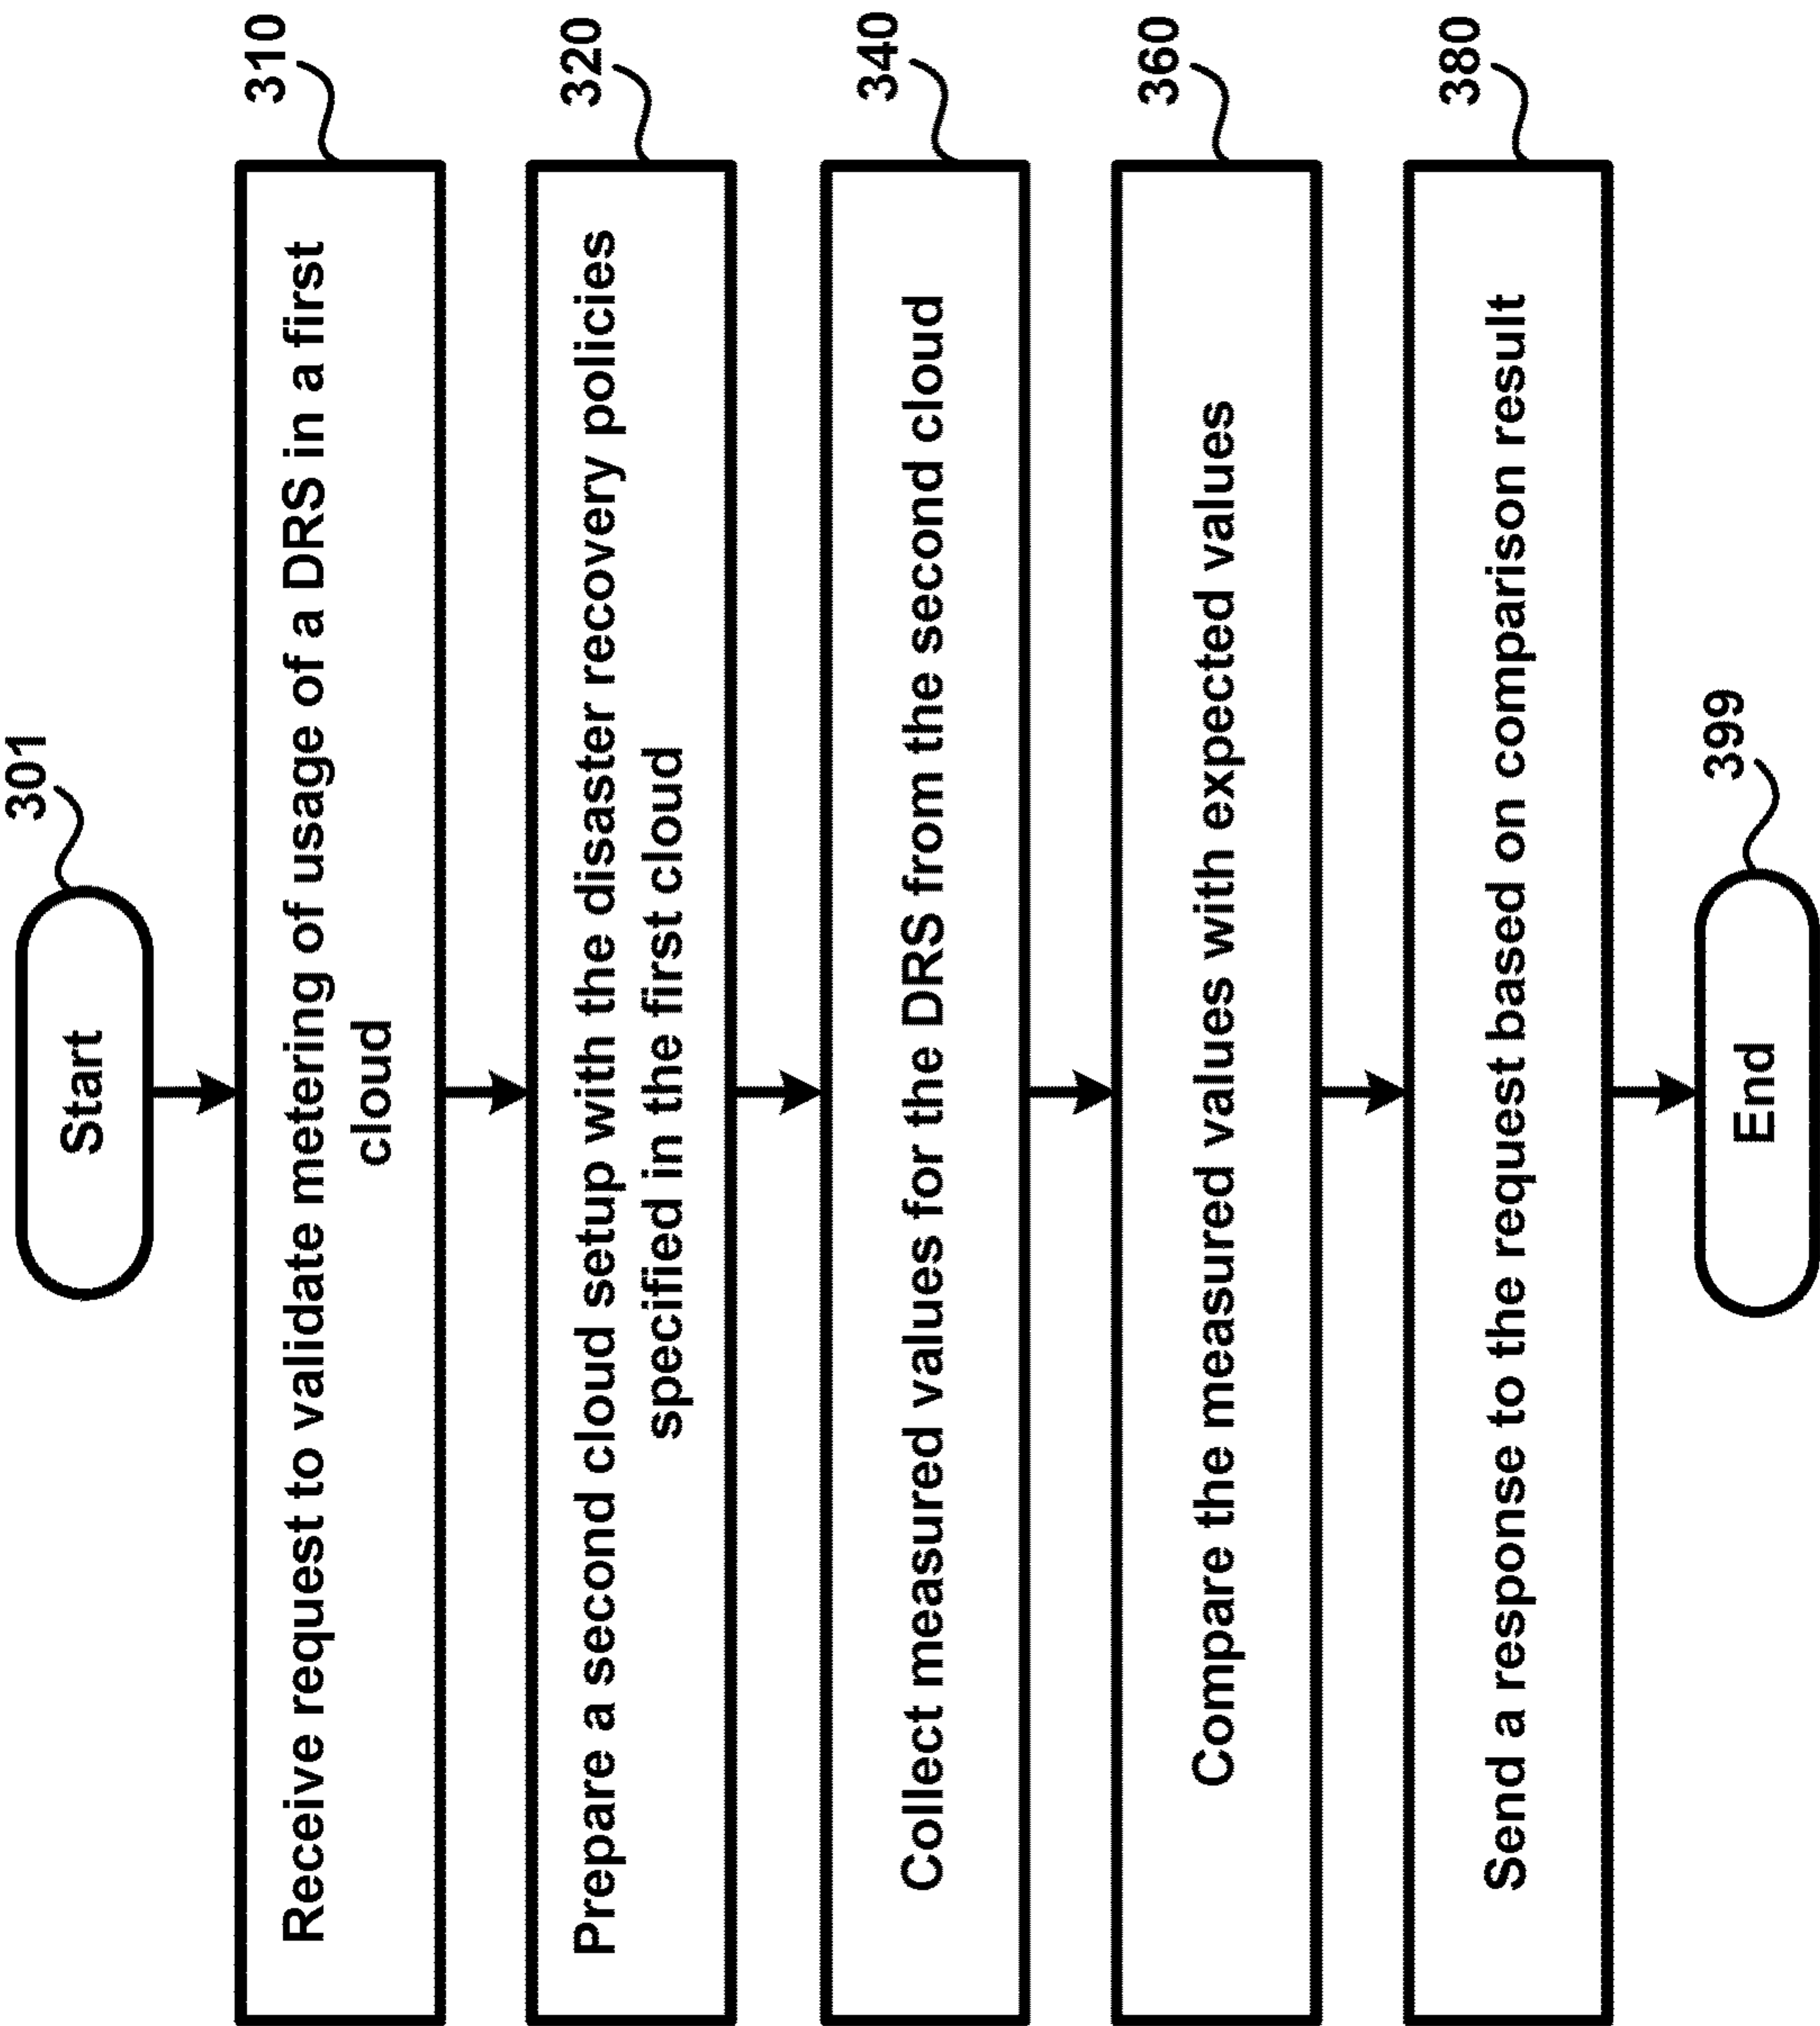 301
Start
310
Receive request to validate metering of usage of a DRS in a first
cloud
320
Prepare a second cloud setup with the disaster recovery policies
specified in the first cloud
340
Collect measured values for the DRS from the second cloud
360
Compare the measured values with expected values
380
Send a response to the request based on comparison result
399
End